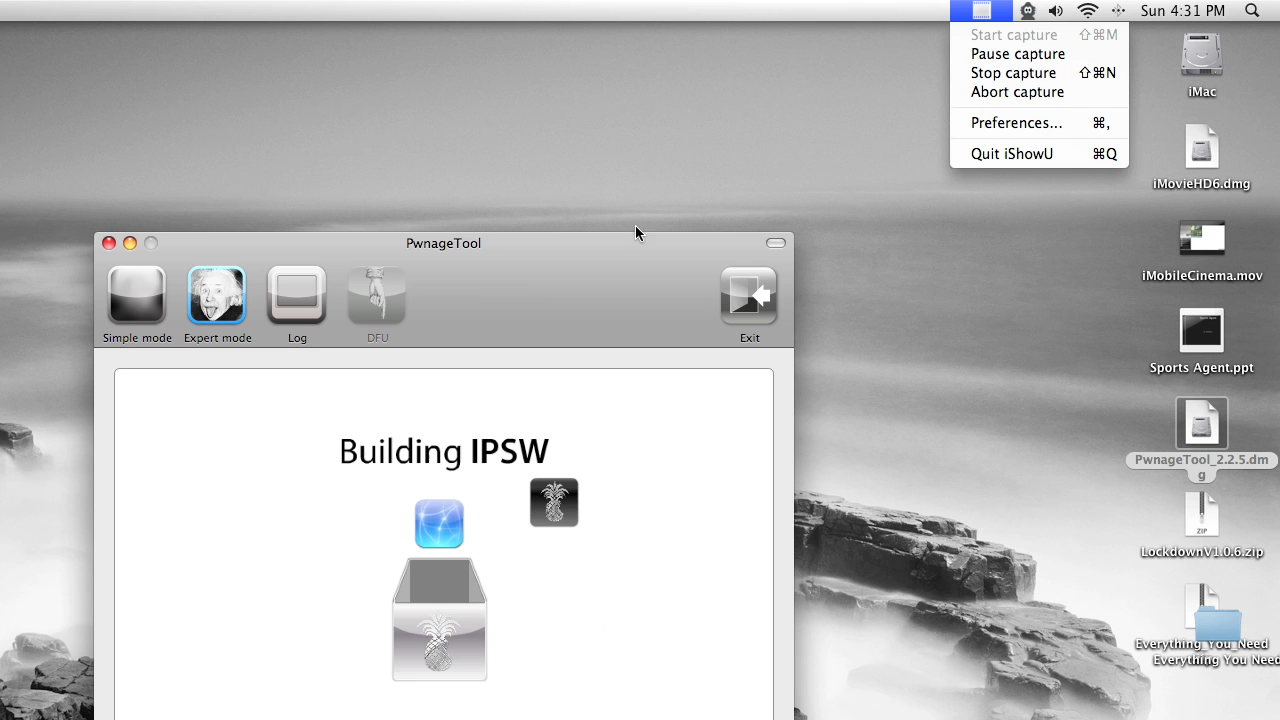 Sun 4:31 PM
Start capture ⇧⌘M
Pause capture
Stop capture ⇧⌘N
Abort capture
Preferences... ⌘,
Quit iShowU ⌘Q
iMac
iMovieHD6.dmg
iMobileCinema.mov
Sports Agent.ppt
PwnageTool_2.2.5.dm
g
ZIP
LockdownV1.0.6.zip
Everything_You_Need
Everything You Need
PwnageTool
Simple mode
Expert mode
Log
DFU
Exit
Building IPSW